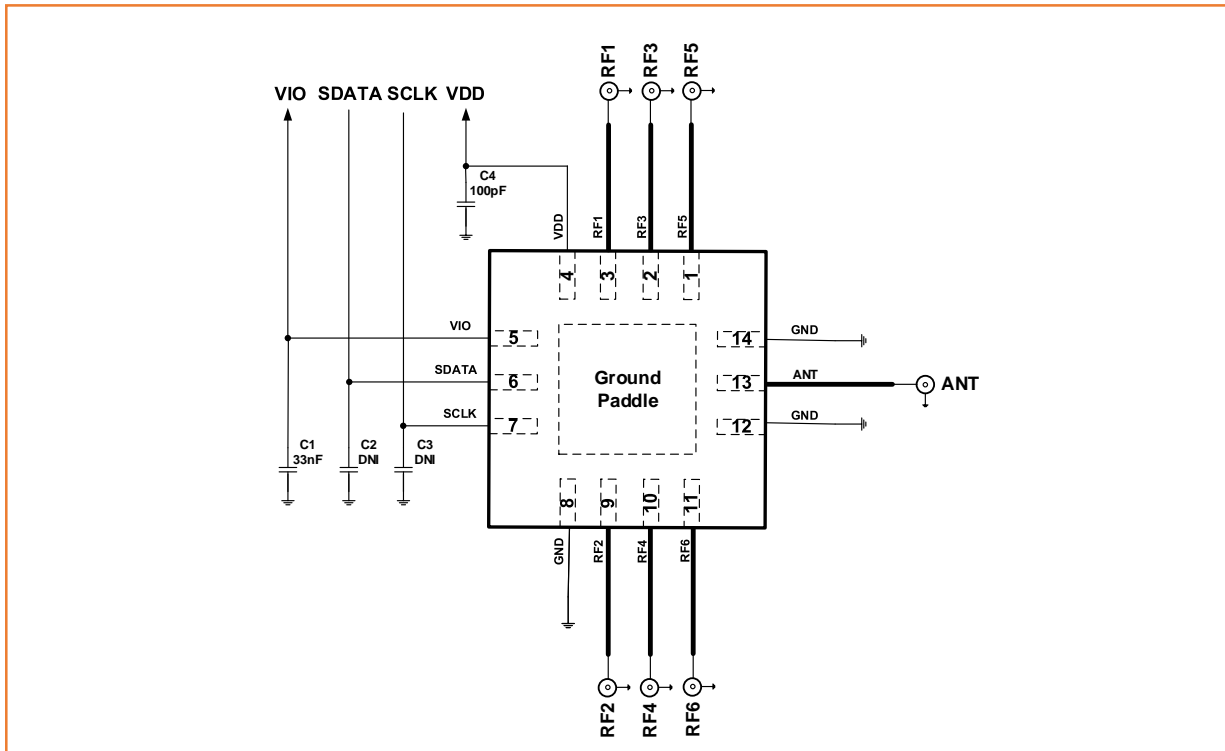 RF1 RF3 RF5
VIO SDATA SCLK VDD
C4
100pF
VDD RF1 RF3 RF5
4 3 2 1
VIO 5
SDATA 6
SCLK 7
Ground
Paddle
14 GND
13 ANT
ANT
12 GND
C1
33nF
C2
DNI
C3
DNI
8 9 10 11
GND RF2 RF4 RF6
RF2 RF4 RF6